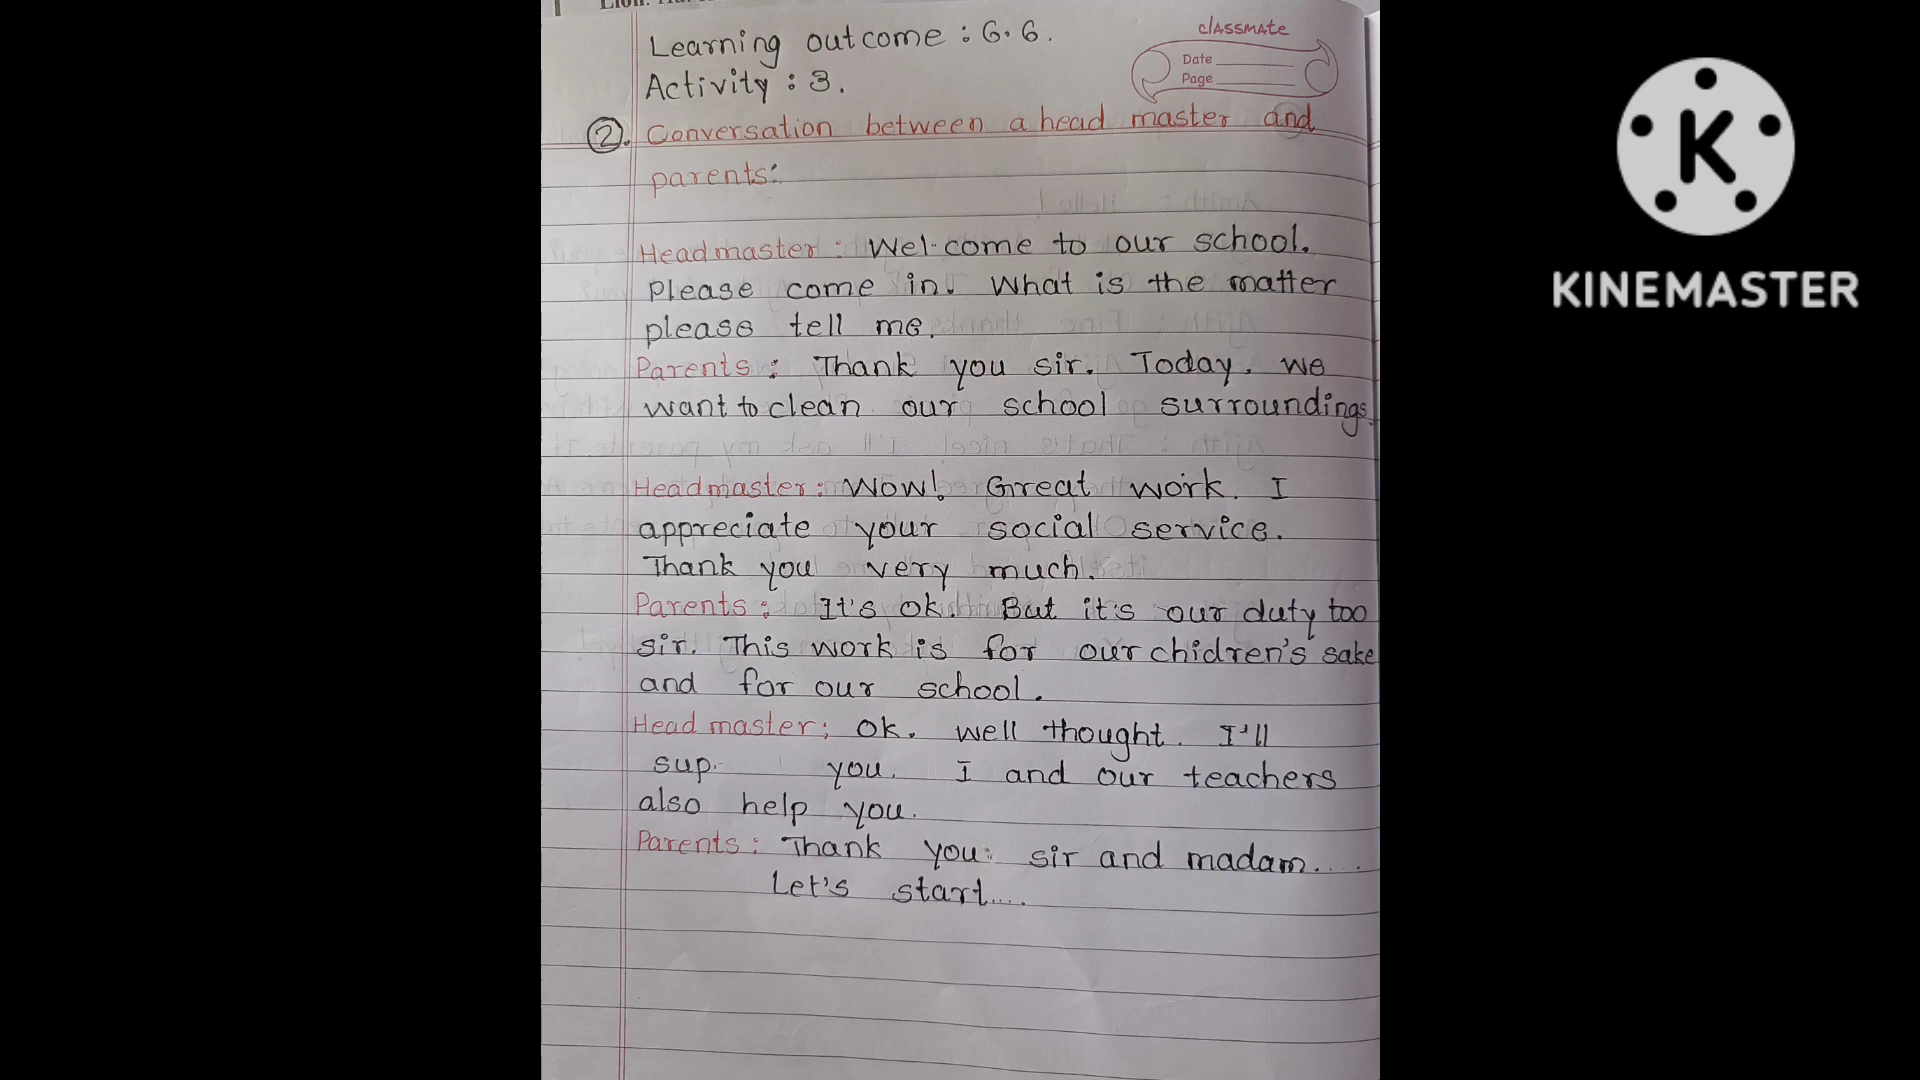 Learning outcome : 6.6.
Activity : 3.
classmate
Date
Page
2. Conversation between a head master and
parents:
Headmaster : Wel come to our school.
please come in. What is the matter
please tell me.
Parents : Thank you sir. Today, we
want to clean our school surroundings.
Headmaster : Wow! Great work. I
appreciate your social service.
Thank you very much.
Parents : It's ok. But it's our duty too
sir. This work is for our chidren's sake
and for our school.
Head master ; Ok. well thought. I'll
sup you. I and our teachers
also help you.
Parents : Thank you sir and madam....
Let's start....
K
KINEMASTER